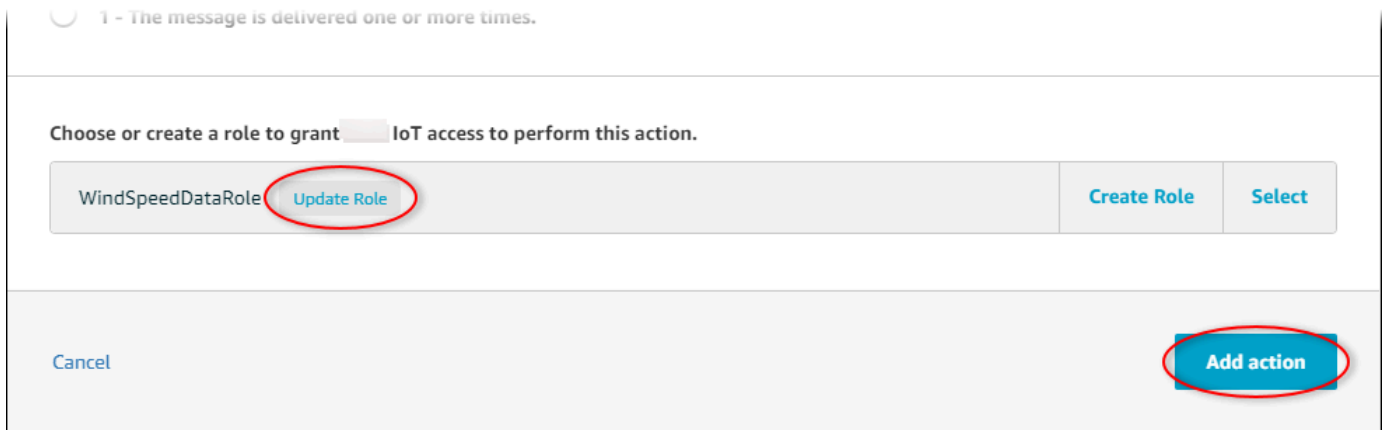 1 - The message is delivered one or more times.
Choose or create a role to grant IoT access to perform this action.
WindSpeedDataRole Update Role Create Role Select
Cancel Add action